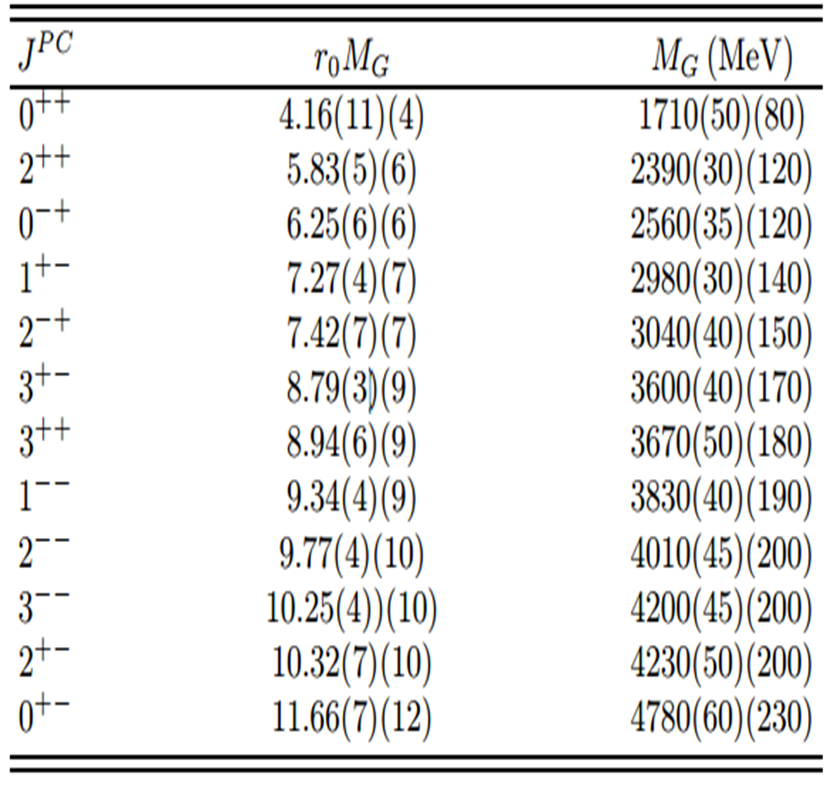 J^{PC} r_0M_G M_G (MeV)
0^{++} 4.16(11)(4) 1710(50)(80)
2^{++} 5.83(5)(6) 2390(30)(120)
0^{-+} 6.25(6)(6) 2560(35)(120)
1^{+-} 7.27(4)(7) 2980(30)(140)
2^{-+} 7.42(7)(7) 3040(40)(150)
3^{+-} 8.79(3)(9) 3600(40)(170)
3^{++} 8.94(6)(9) 3670(50)(180)
1^{--} 9.34(4)(9) 3830(40)(190)
2^{--} 9.77(4)(10) 4010(45)(200)
3^{--} 10.25(4))(10) 4200(45)(200)
2^{+-} 10.32(7)(10) 4230(50)(200)
0^{+-} 11.66(7)(12) 4780(60)(230)